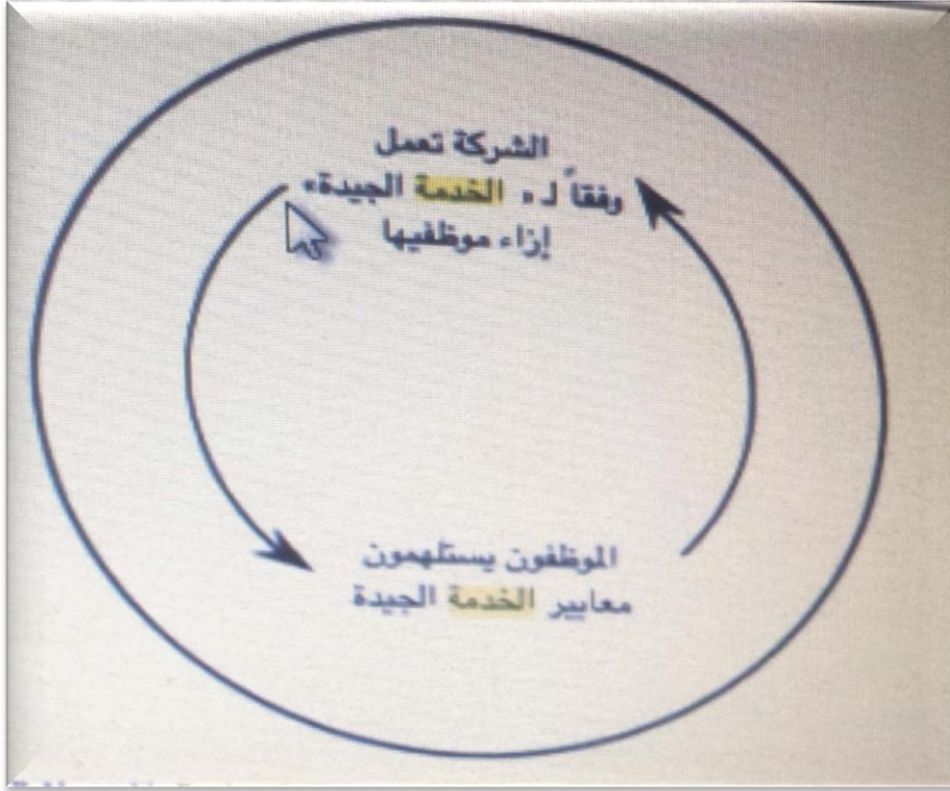 الشركة تعمل
وفقاً لـ « الخدمة الجيدة»
إزاء موظفيها
الموظفون يستلهمون
معايير الخدمة الجيدة